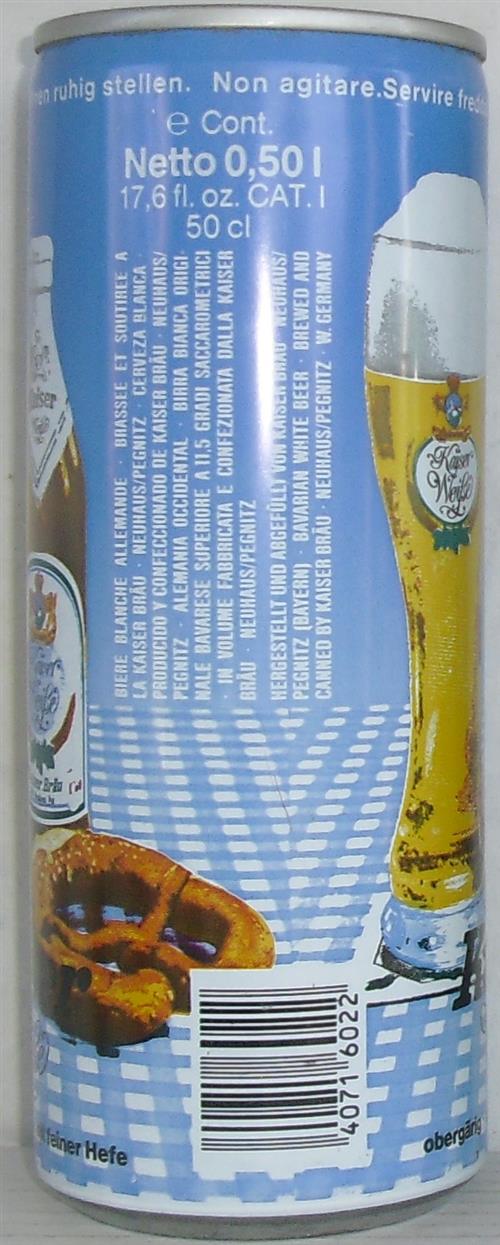 en ruhig stellen. Non agitare. Servire fred
e Cont.
Netto 0,50 l
17,6 fl. oz. CAT. I
50 cl
BIERE BLANCHE ALLEMANDE · BRASSEE ET SOUTIREE A
LA KAISER BRÄU · NEUHAUS/PEGNITZ · CERVEZA BLANCA ·
PRODUCIDO Y CONFECCIONADO DE KAISER BRÄU · NEUHAUS/
PEGNITZ · ALEMANIA OCCIDENTAL · BIRRA BIANCA ORIGI-
NALE BAVARESE SUPERIORE A 11.5 GRADI SACCAROMETRICI
· IN VOLUME FABBRICATA E CONFEZIONATA DALLA KAISER
BRÄU · NEUHAUS/PEGNITZ
HERGESTELLT UND ABGEFÜLLT VON KAISER BRÄU · NEUHAUS/
PEGNITZ (BAYERN) · BAVARIAN WHITE BEER · BREWED AND
CANNED BY KAISER BRÄU · NEUHAUS/PEGNITZ · W. GERMANY
Kaiser
Weiße
Kaiser
Weiße
Bräu
4071 6022
feiner Hefe
obergärig